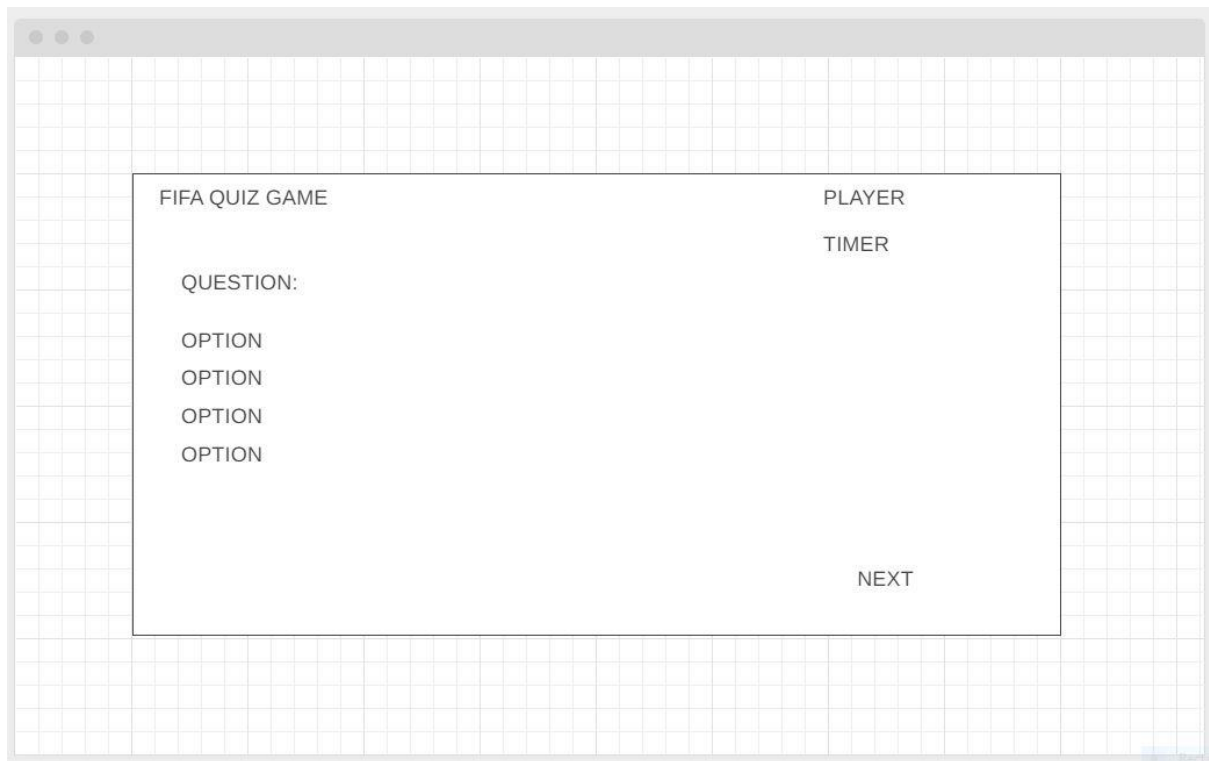 FIFA QUIZ GAME
PLAYER
TIMER
QUESTION:
OPTION
OPTION
OPTION
OPTION
NEXT